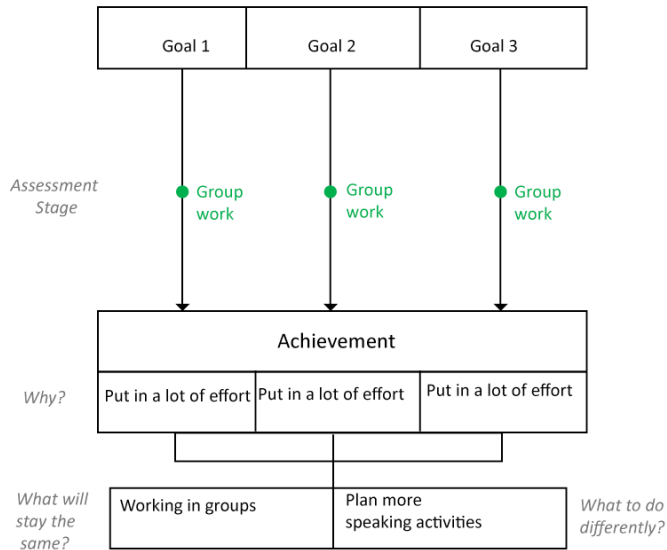 Goal 1
Goal 2
Goal 3
Assessment
Stage
Group
work
Group
work
Group
work
Achievement
Why?
Put in a lot of effort
Put in a lot of effort
Put in a lot of effort
What will
stay the
same?
Working in groups
Plan more
speaking activities
What to do
differently?